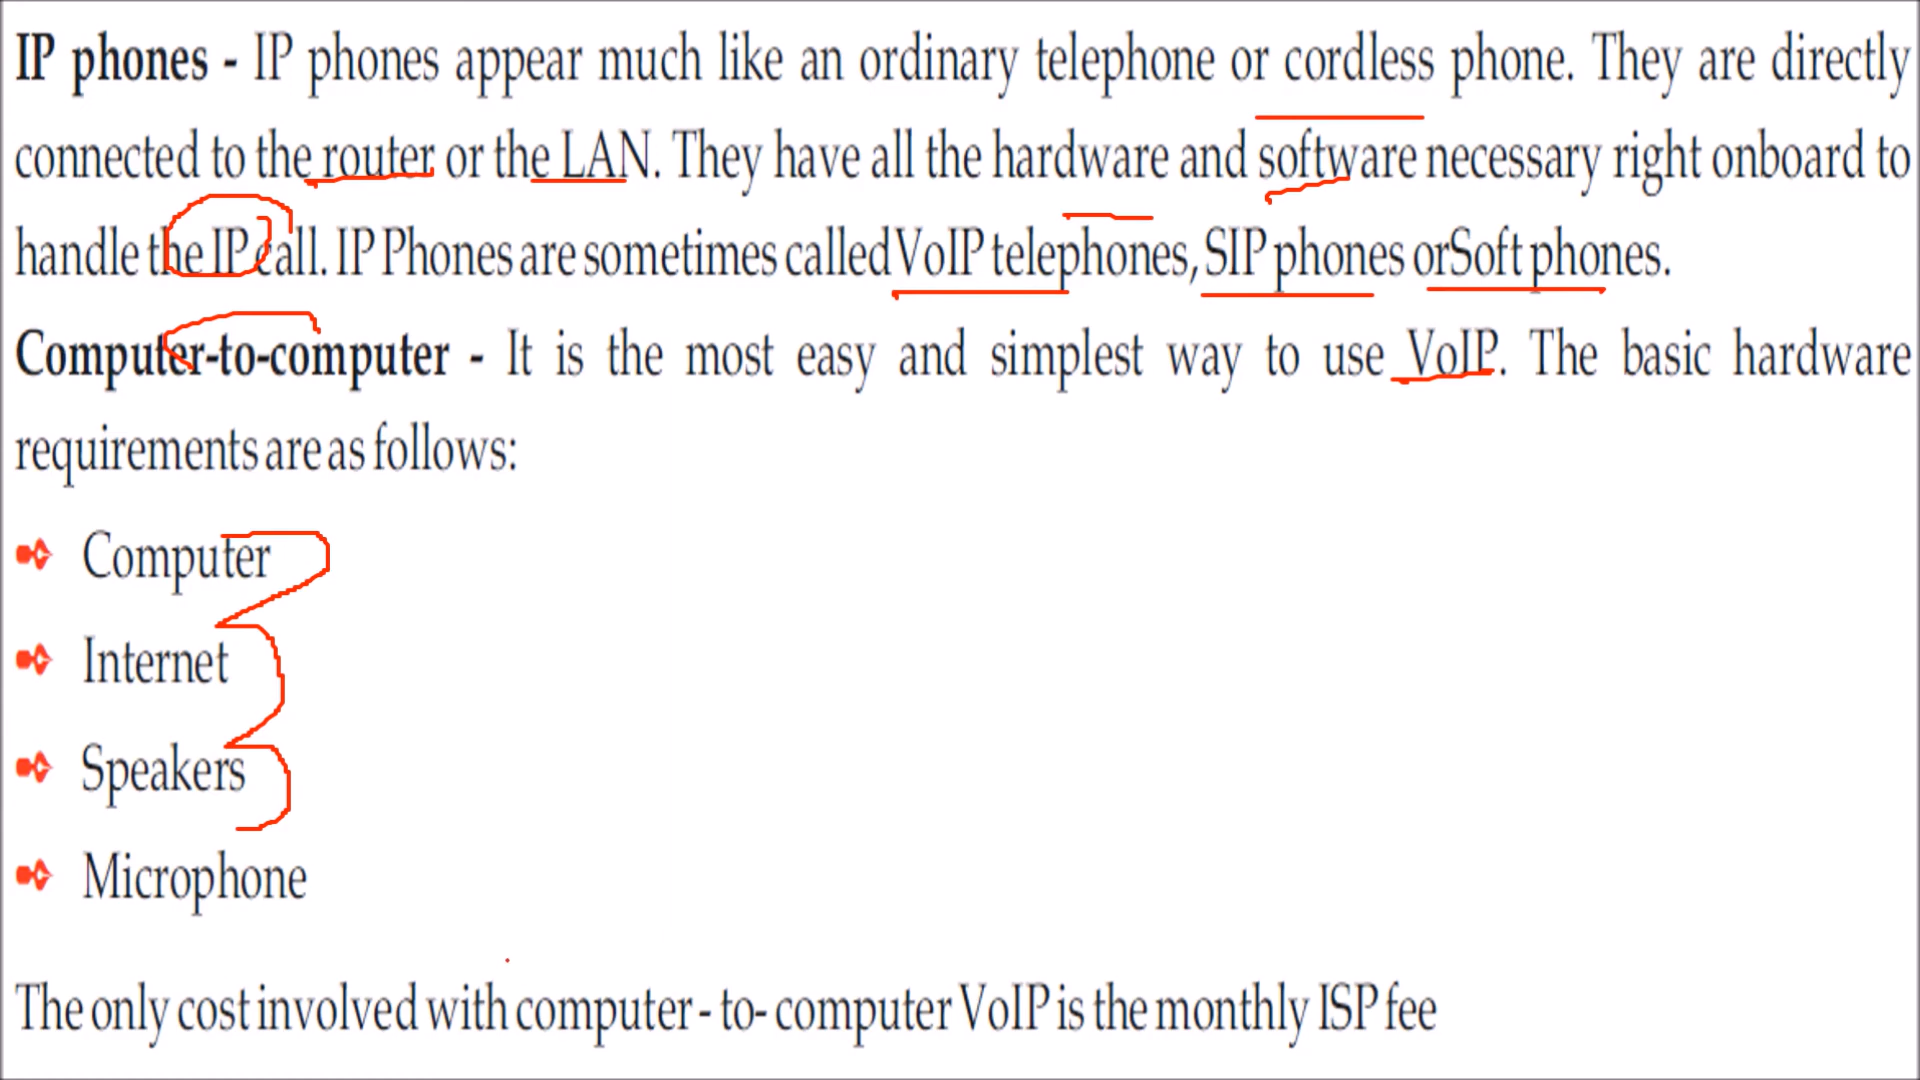 IP phones - IP phones appear much like an ordinary telephone or cordless phone. They are directly
connected to the router or the LAN. They have all the hardware and software necessary right onboard to
handle the IP call. IP Phones are sometimes called VoIP telephones, SIP phones orSoft phones.
Computer-to-computer - It is the most easy and simplest way to use VoIP. The basic hardware
requirements are as follows:
Computer
Internet
Speakers
Microphone
The only cost involved with computer - to- computer VoIP is the monthly ISP fee